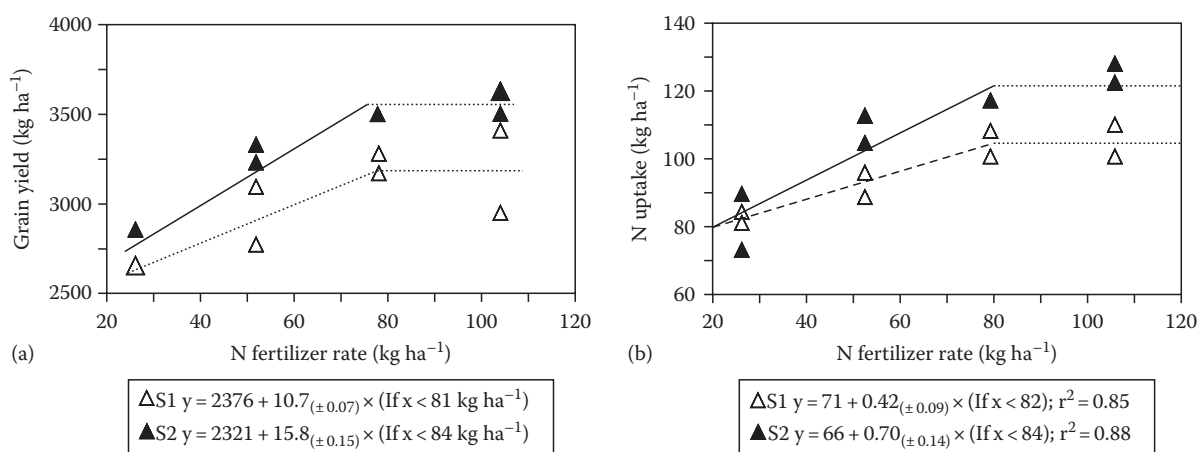 4000
3500
3000
2500
Grain yield (kg ha⁻¹)
20 40 60 80 100 120
N fertilizer rate (kg ha⁻¹)
(a)
△S1 y = 2376 + 10.7(± 0.07) × (If x < 81 kg ha⁻¹)
▲S2 y = 2321 + 15.8(± 0.15) × (If x < 84 kg ha⁻¹)
140
120
100
80
60
N uptake (kg ha⁻¹)
20 40 60 80 100 120
N fertilizer rate (kg ha⁻¹)
(b)
△S1 y = 71 + 0.42(± 0.09) × (If x < 82); r² = 0.85
▲S2 y = 66 + 0.70(± 0.14) × (If x < 84); r² = 0.88